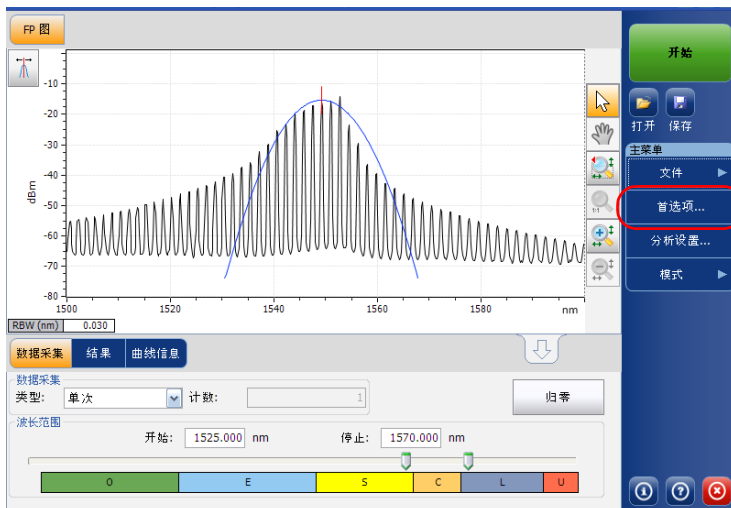 FP 图
dBm
-10
-20
-30
-40
-50
-60
-70
-80
1500
1520
1540
1560
1580
nm
RBW (nm) 0.030
1:1
开始
打开 保存
主菜单
文件
首选项...
分析设置...
模式
数据采集 结果 曲线信息
数据采集
类型: 单次 计数: 1
归零
波长范围
开始: 1525.000 nm 停止: 1570.000 nm
O E S C L U